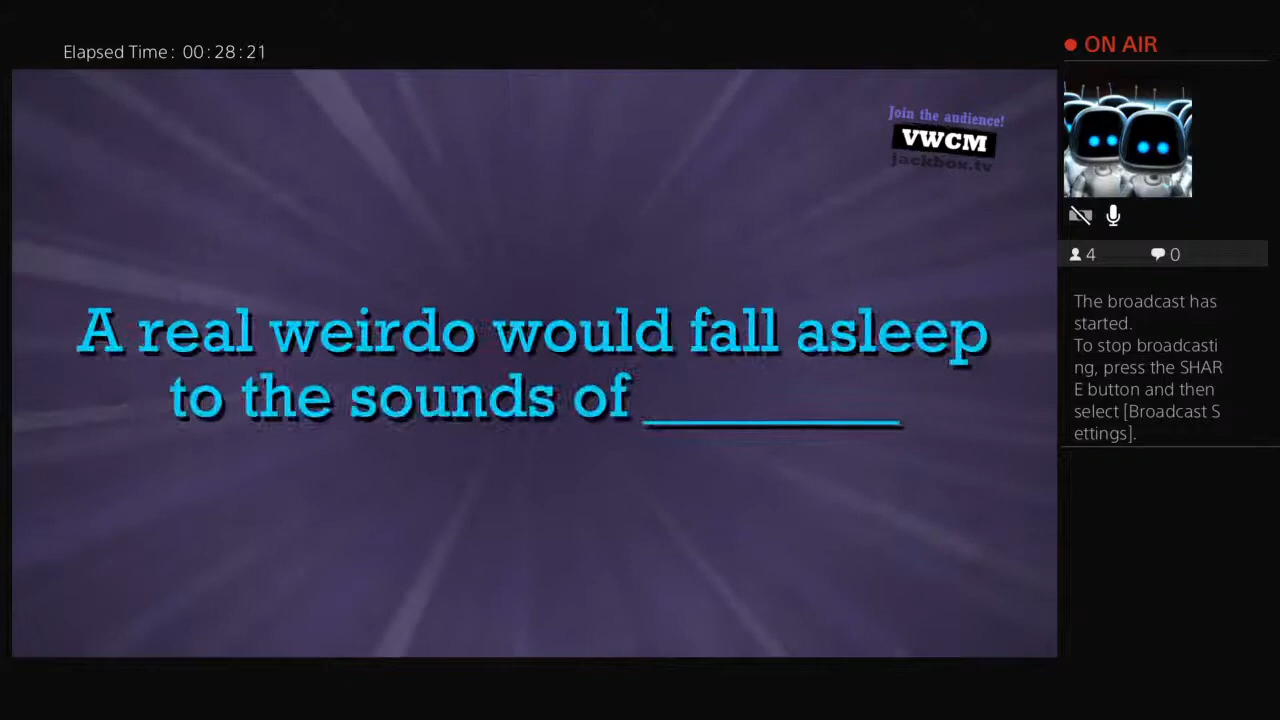 Elapsed Time: 00:28:21
ON AIR
Join the audience!
VWCM
jackbox.tv
A real weirdo would fall asleep
to the sounds of __________
4
0
The broadcast has
started.
To stop broadcasti
ng, press the SHAR
E button and then
select [Broadcast S
ettings].